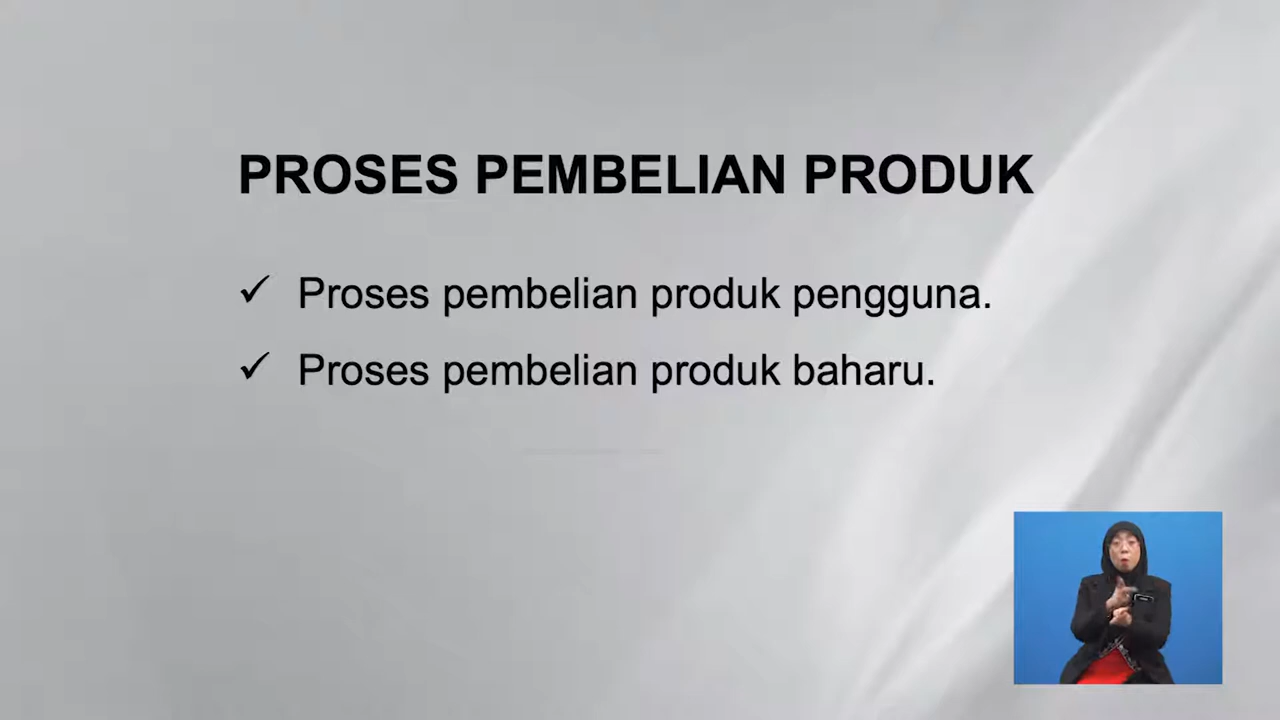 PROSES PEMBELIAN PRODUK
✓ Proses pembelian produk pengguna.
✓ Proses pembelian produk baharu.